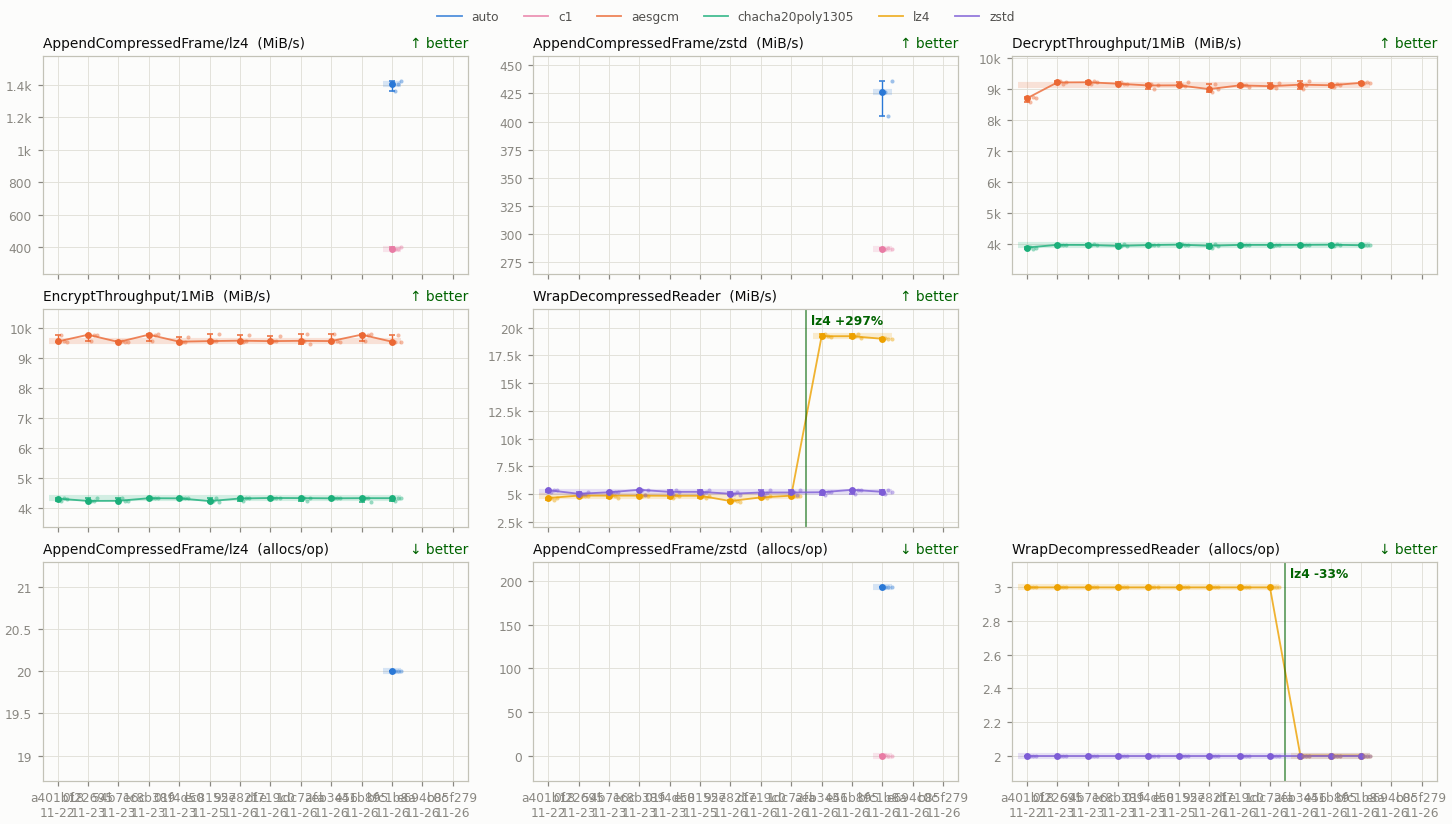 auto c1 aesgcm chacha20poly1305 lz4 zstd
AppendCompressedFrame/lz4 (MiB/s) ↑ better
1.4k
1.2k
1k
800
600
400
AppendCompressedFrame/zstd (MiB/s) ↑ better
450
425
400
375
350
325
300
275
DecryptThroughput/1MiB (MiB/s) ↑ better
10k
9k
8k
7k
6k
5k
4k
EncryptThroughput/1MiB (MiB/s) ↑ better
10k
9k
8k
7k
6k
5k
4k
WrapDecompressedReader (MiB/s) ↑ better
lz4 +297%
20k
17.5k
15k
12.5k
10k
7.5k
5k
2.5k
AppendCompressedFrame/lz4 (allocs/op) ↓ better
21
20.5
20
19.5
19
AppendCompressedFrame/zstd (allocs/op) ↓ better
200
150
100
50
0
WrapDecompressedReader (allocs/op) ↓ better
lz4 -33%
3
2.8
2.6
2.4
2.2
2